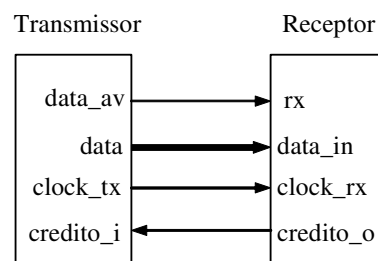 Transmissor Receptor
data_av rx
data data_in
clock_tx clock_rx
credito_i credito_o